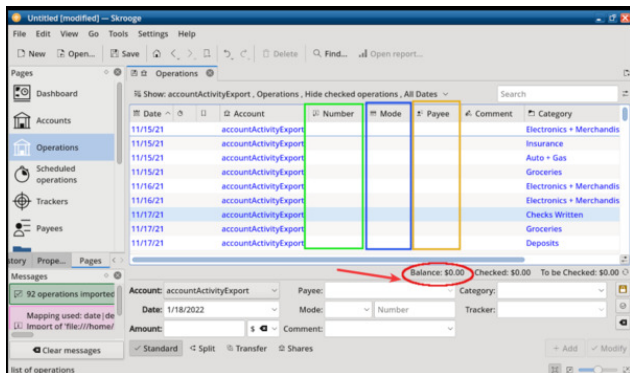 Untitled [modified] — Skrooge
File Edit View Go Tools Settings Help
New Open... Save Delete Find... Open report...
Pages
Operations
Dashboard
Accounts
Operations
Scheduled
operations
Trackers
Payees
Show: accountActivityExport , Operations , Hide checked operations , All Dates Search
Date Account Number Mode Payee Comment Category
11/15/21 accountActivityExport Electronics + Merchandis
11/15/21 accountActivityExport Insurance
11/15/21 accountActivityExport Auto + Gas
11/15/21 accountActivityExport Groceries
11/16/21 accountActivityExport Electronics + Merchandis
11/16/21 accountActivityExport Electronics + Merchandis
11/17/21 accountActivityExport Checks Written
11/17/21 accountActivityExport Groceries
11/17/21 accountActivityExport Deposits
tory Prope... Pages
Balance: $0.00 Checked: $0.00 To be Checked: $0.00
Messages
92 operations imported
Mapping used: date|de
Import of 'file:///home/
Clear messages
Account: accountActivityExport Payee: Category:
Date: 1/18/2022 Mode: Number Tracker:
Amount: $ Comment:
Standard Split Transfer Shares
+ Add Modify
list of operations